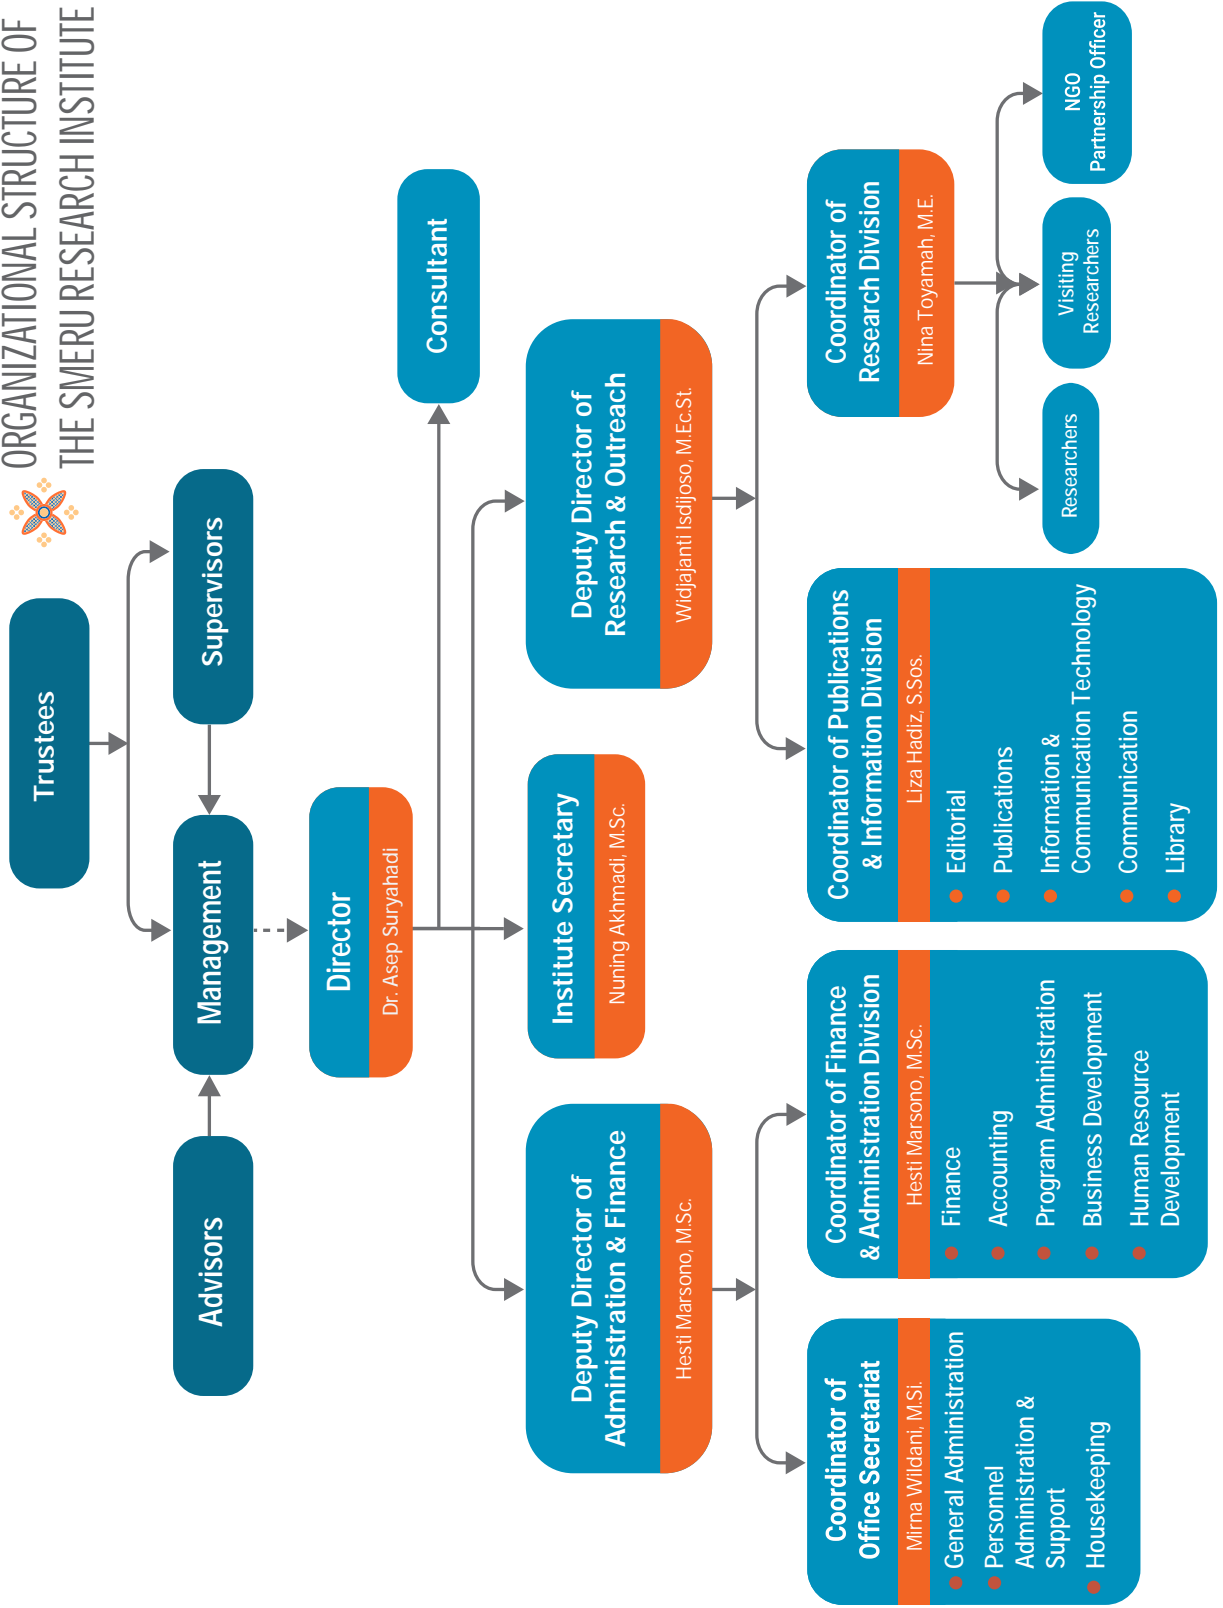 ORGANIZATIONAL STRUCTURE OF
THE SMERU RESEARCH INSTITUTE
Trustees
Advisors
Management
Supervisors
Director
Dr. Asep Suryahadi
Consultant
Deputy Director of
Administration & Finance
Hesti Marsono, M.Sc.
Institute Secretary
Nuning Akhmadi, M.Sc.
Deputy Director of
Research & Outreach
Widjajanti Isdijoso, M.Ec.St.
Coordinator of
Office Secretariat
Mirna Wildani, M.Si.
General Administration
Personnel
Administration &
Support
Housekeeping
Coordinator of Finance
& Administration Division
Hesti Marsono, M.Sc.
Finance
Accounting
Program Administration
Business Development
Human Resource
Development
Coordinator of Publications
& Information Division
Liza Hadiz, S.Sos.
Editorial
Publications
Information &
Communication Technology
Communication
Library
Coordinator of
Research Division
Nina Toyamah, M.E.
Researchers
Visiting
Researchers
NGO
Partnership Officer